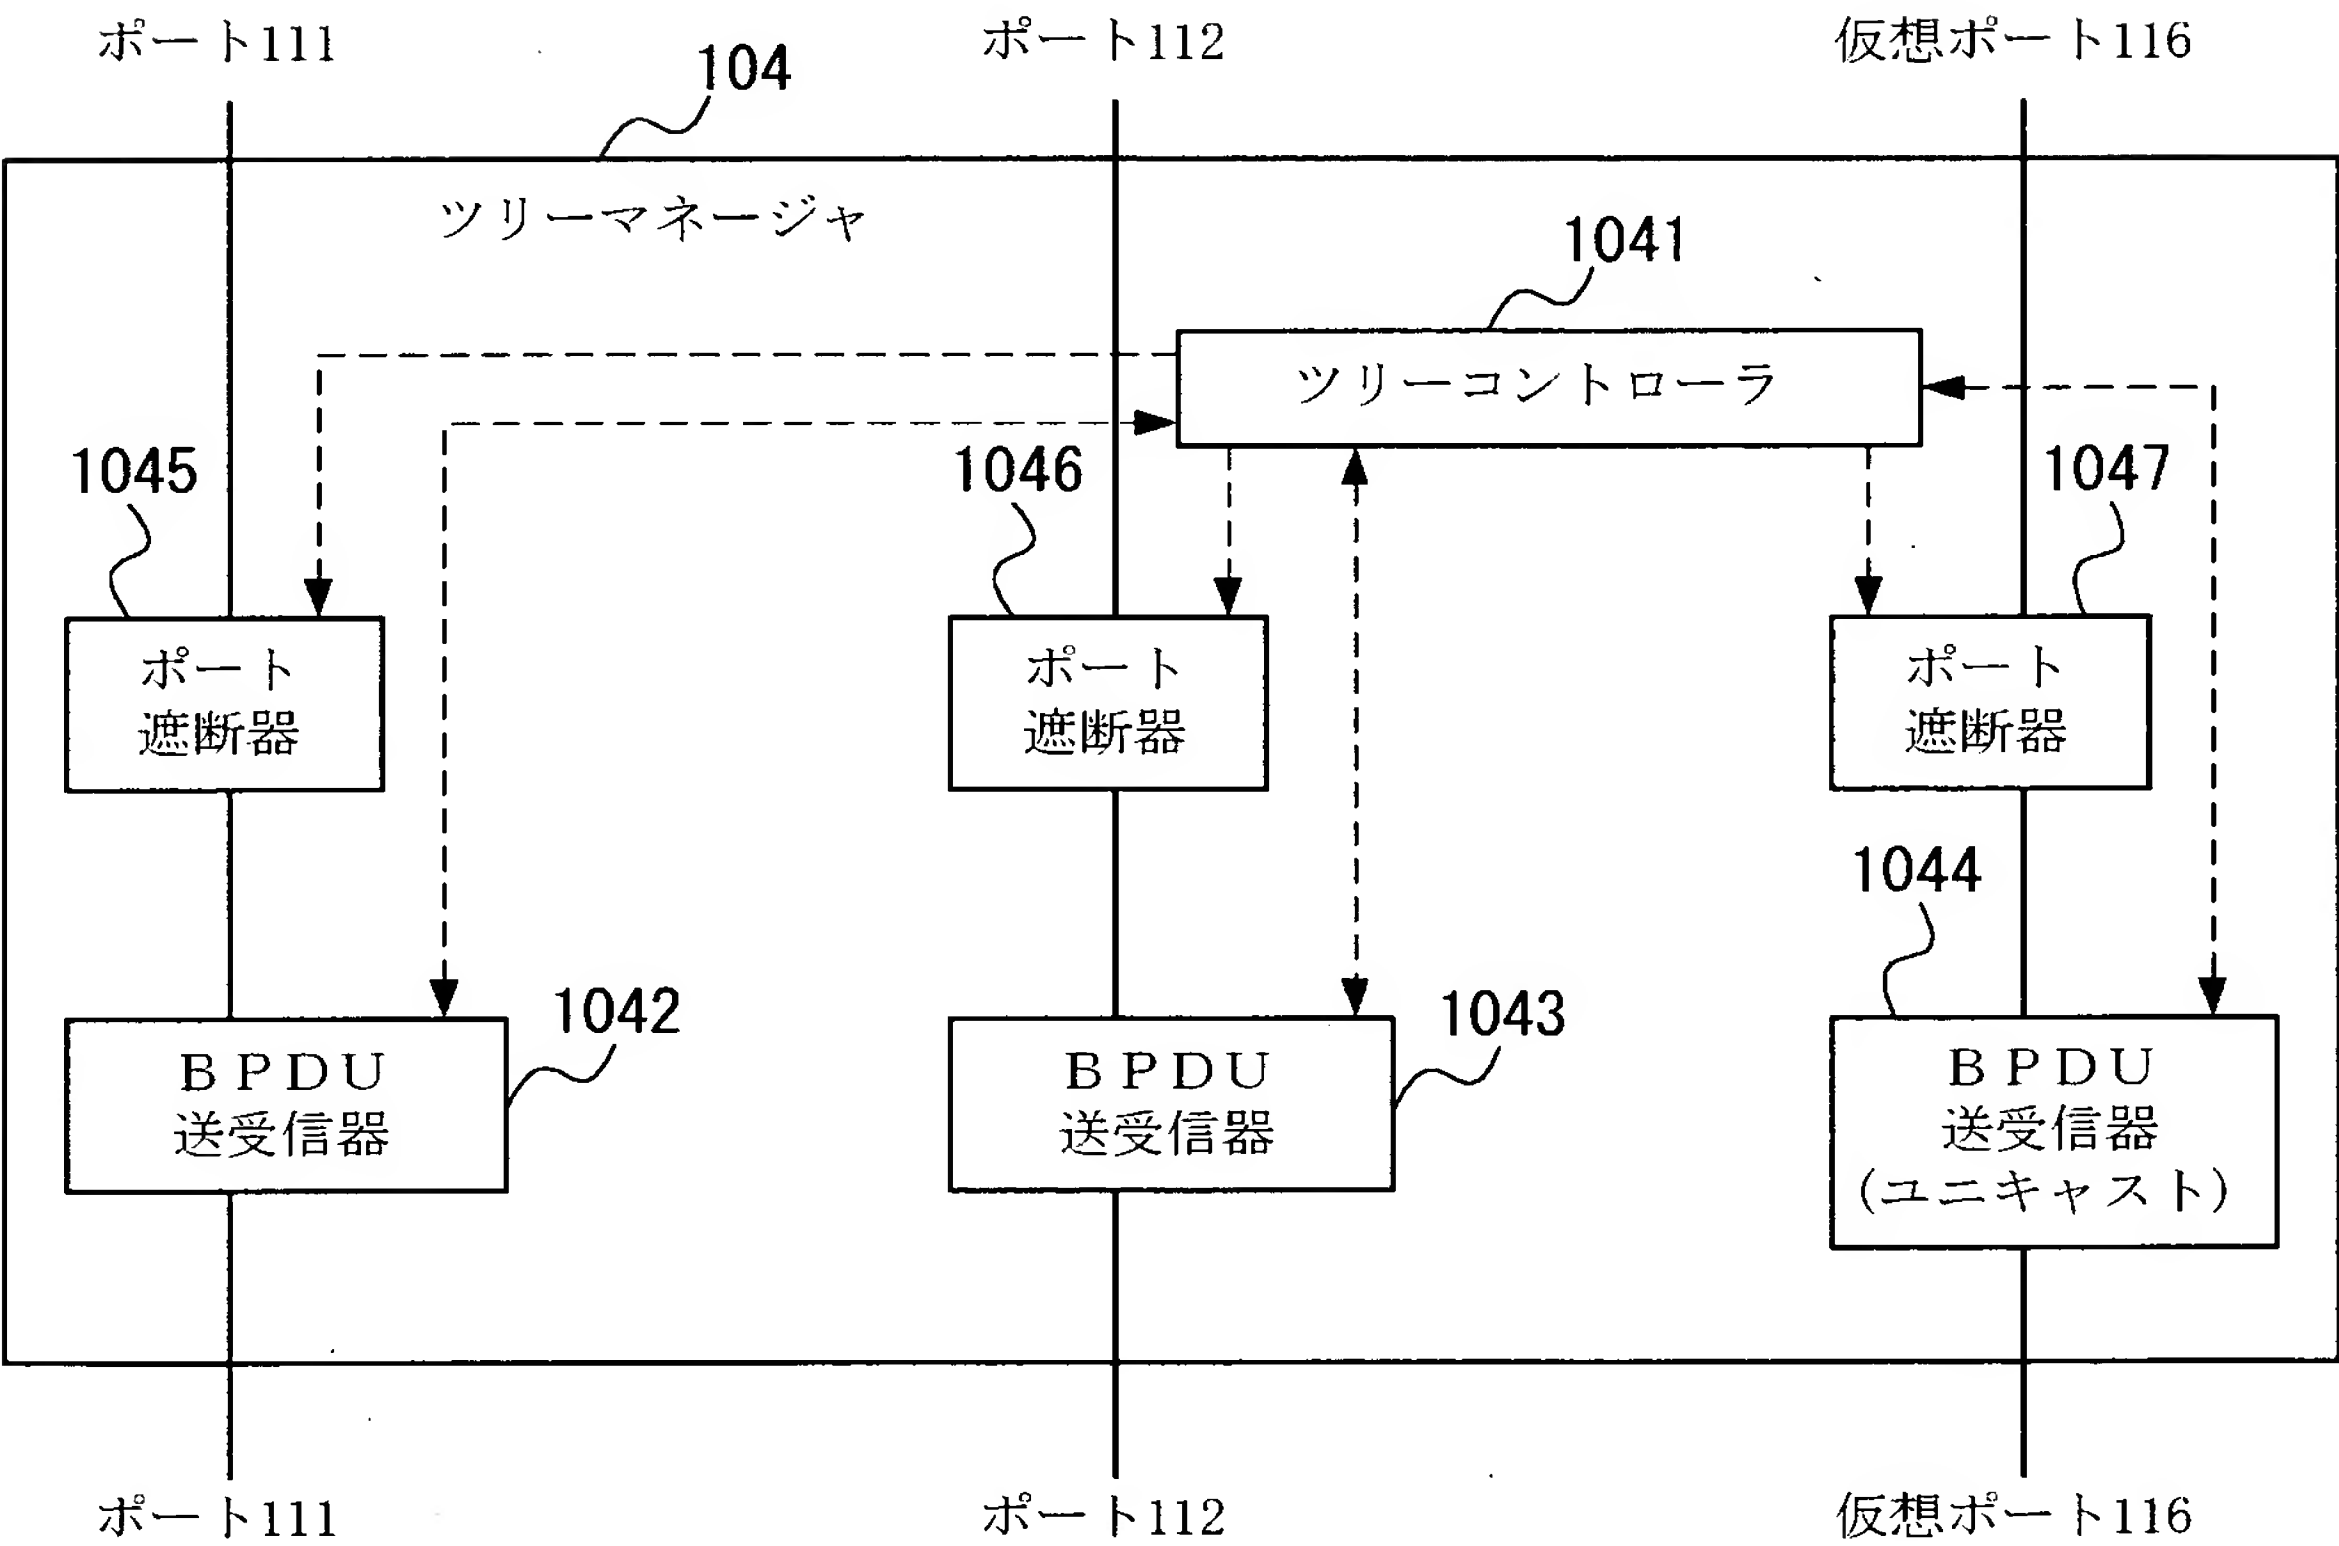 ポート111
ポート112
仮想ポート116
104
ツリーマネージャ
1041
ツリーコントローラ
1045
1046
1047
ポート
遮断器
ポート
遮断器
ポート
遮断器
1044
1042
1043
ＢＰＤＵ
送受信器
ＢＰＤＵ
送受信器
ＢＰＤＵ
送受信器
(ユニキャスト)
ポート111
ポート112
仮想ポート116